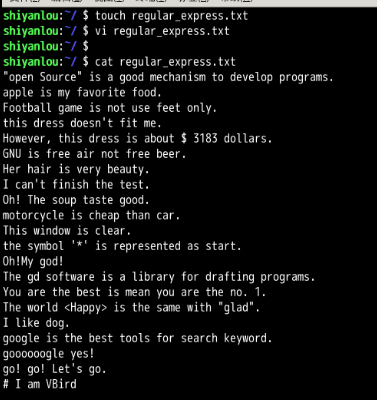 shiyanlou:~/ $ touch regular_express.txt
shiyanlou:~/ $ vi regular_express.txt
shiyanlou:~/ $
shiyanlou:~/ $ cat regular_express.txt
"open Source" is a good mechanism to develop programs.
apple is my favorite food.
Football game is not use feet only.
this dress doesn't fit me.
However, this dress is about $ 3183 dollars.
GNU is free air not free beer.
Her hair is very beauty.
I can't finish the test.
Oh! The soup taste good.
motorcycle is cheap than car.
This window is clear.
the symbol '*' is represented as start.
Oh!My god!
The gd software is a library for drafting programs.
You are the best is mean you are the no. 1.
The world <Happy> is the same with "glad".
I like dog.
google is the best tools for search keyword.
goooooogle yes!
go! go! Let's go.
# I am VBird